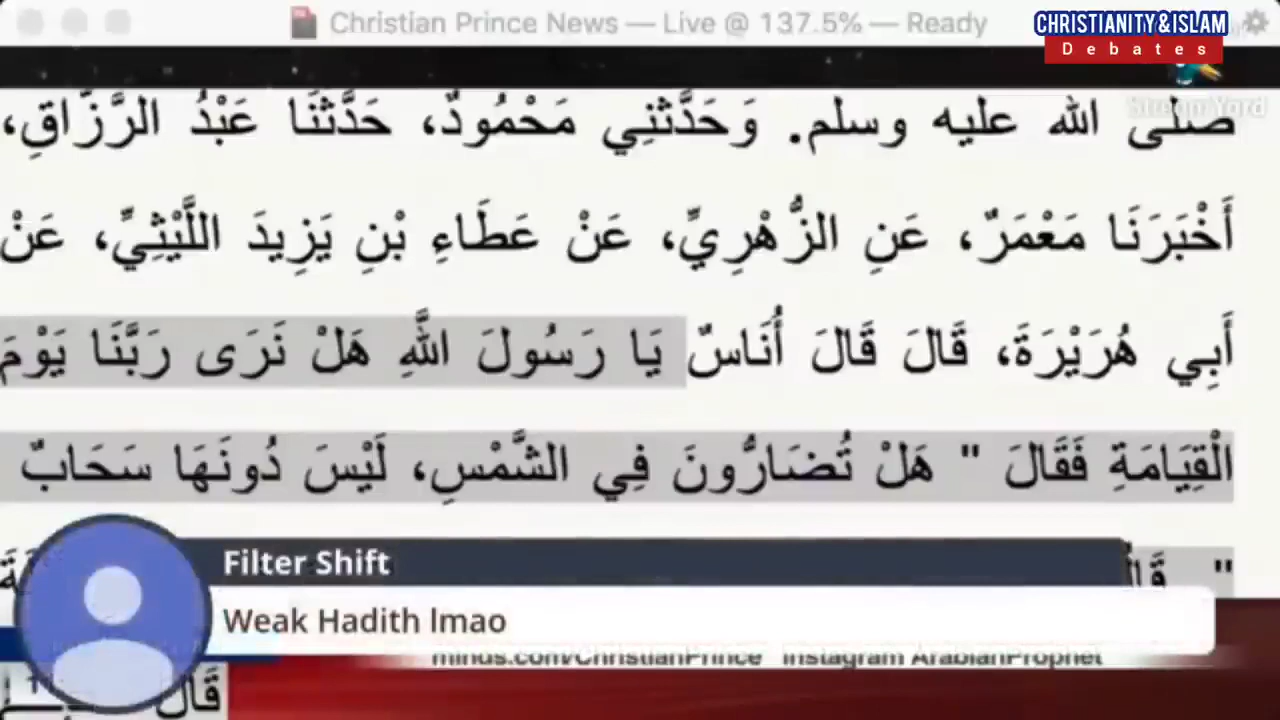 Christian Prince News — Live @ 137.5% — Ready
CHRISTIANITY & ISLAM
Debates
صلى الله عليه وسلم. وَحَدَّثَنِي مَحْمُودٌ، حَدَّثَنَا عَبْدُ الرَّزَّاقِ،
أَخْبَرَنَا مَعْمَرٌ، عَنِ الزُّهْرِيِّ، عَنْ عَطَاءِ بْنِ يَزِيدَ اللَّيْثِيِّ، عَنْ
أَبِي هُرَيْرَةَ، قَالَ قَالَ أُنَاسٌ يَا رَسُولَ اللَّهِ هَلْ نَرَى رَبَّنَا يَوْمَ
الْقِيَامَةِ فَقَالَ " هَلْ تُضَارُّونَ فِي الشَّمْسِ، لَيْسَ دُونَهَا سَحَابٌ
Filter Shift
Weak Hadith lmao
minds.com/ChristianPrince Instagram ArabianProphet